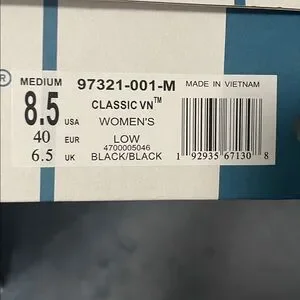 ®
MEDIUM 97321-001-M MADE IN VIETNAM
8.5 USA CLASSIC VN™
WOMEN'S
40 EUR LOW
4700005046
6.5 UK BLACK/BLACK 1 92935 67130 8